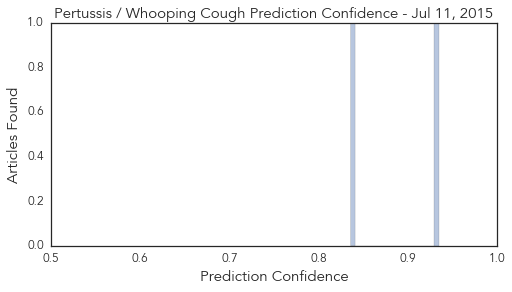 Pertussis / Whooping Cough Prediction Confidence - Jul 11, 2015
1.0
0.8
0.6
0.4
0.2
0.0
Articles Found
0.5 0.6 0.7 0.8 0.9 1.0
Prediction Confidence